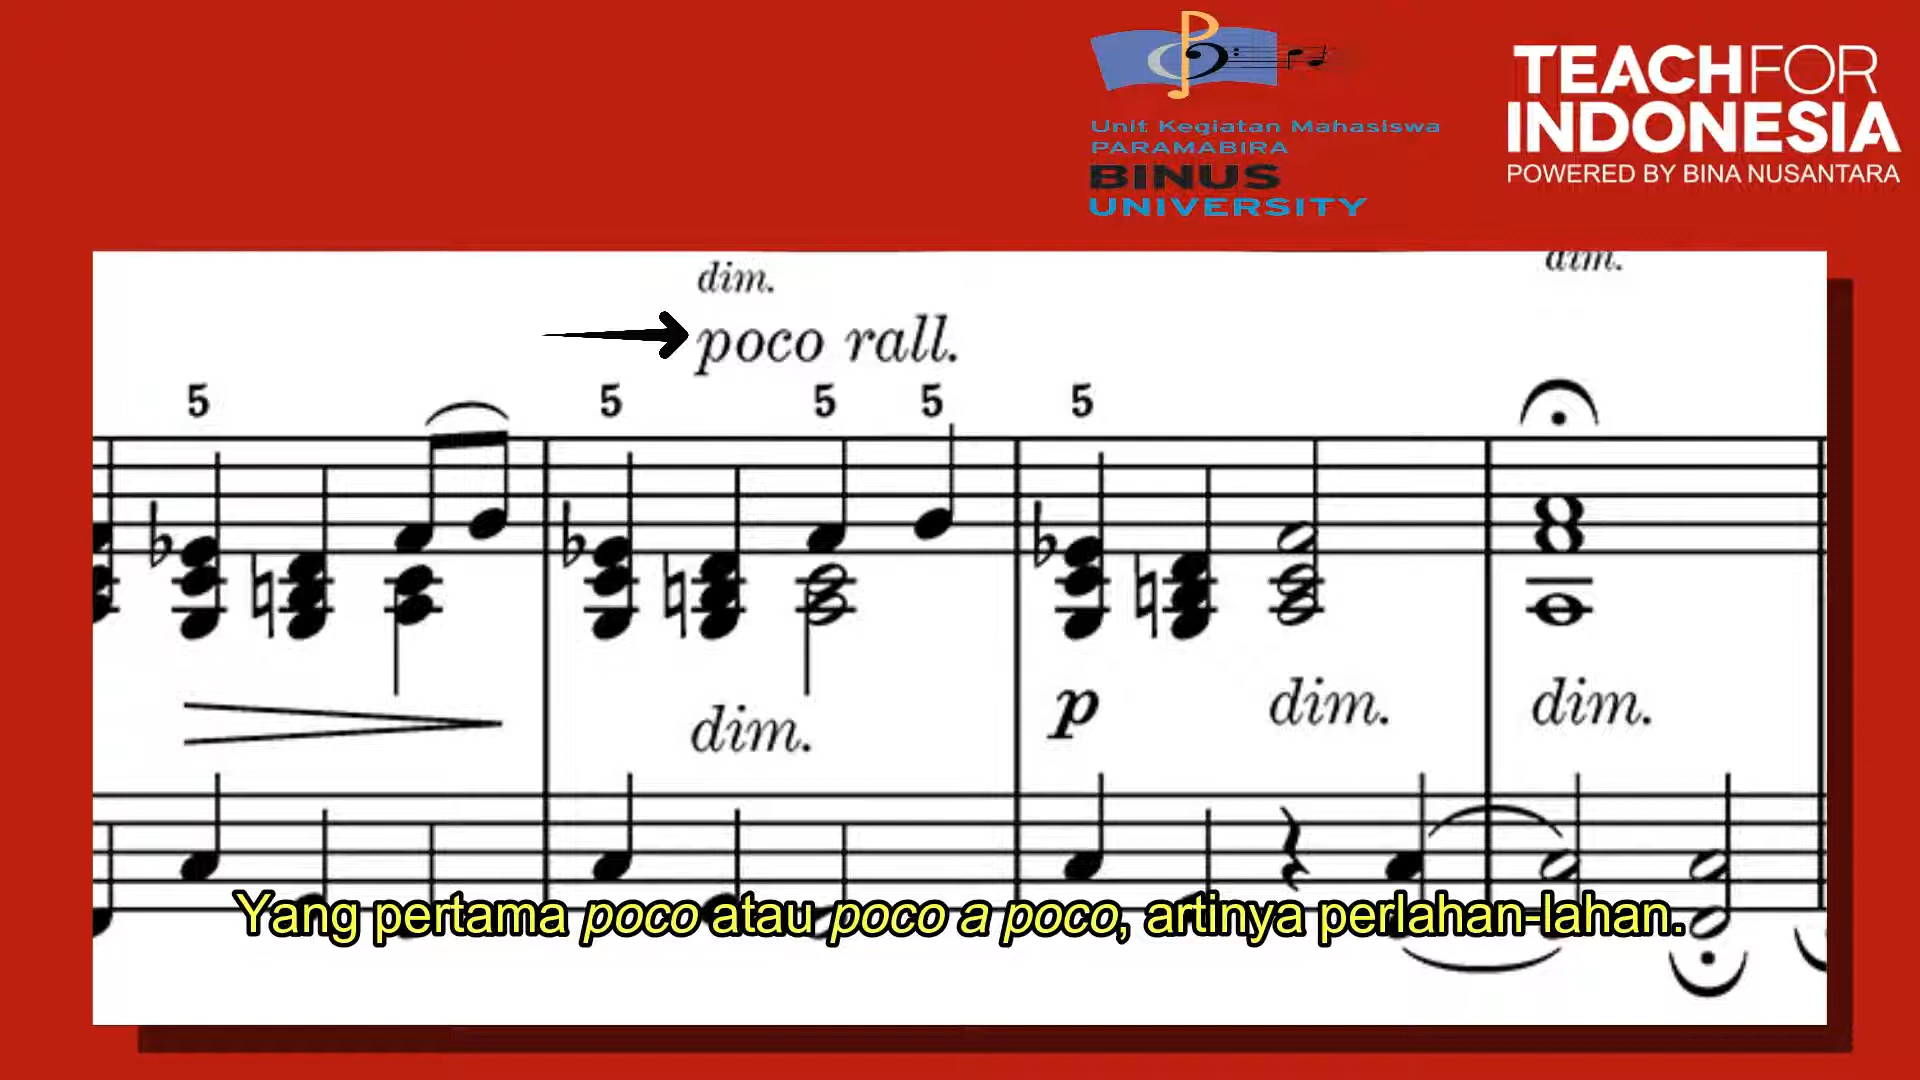 TEACHFOR
INDONESIA
POWERED BY BINA NUSANTARA
Unit Kegiatan Mahasiswa
PARAMABIRA
BINUS
UNIVERSITY
dim.
dim.
poco rall.
5 5 5 5 5
dim.
p dim. dim.
Yang pertama poco atau poco a poco, artinya perlahan-lahan.